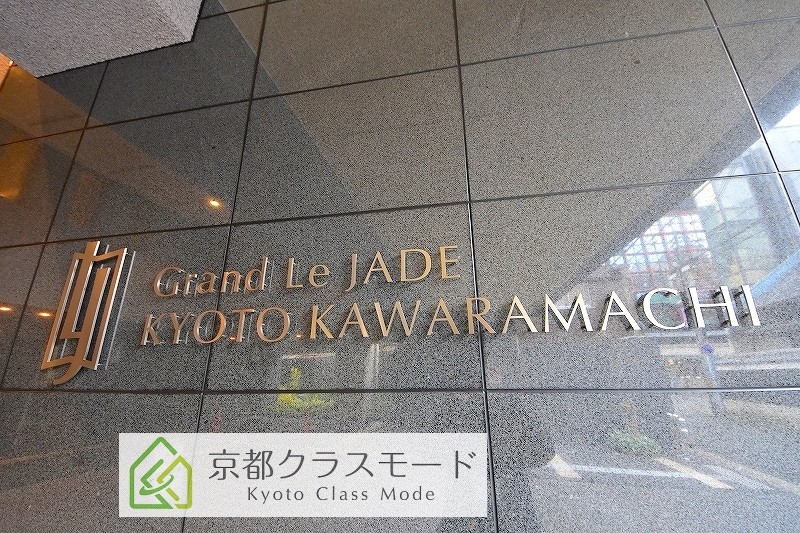 Grand Le JADE
KYOTO KAWARAMACHI
京都クラスモード
Kyoto Class Mode